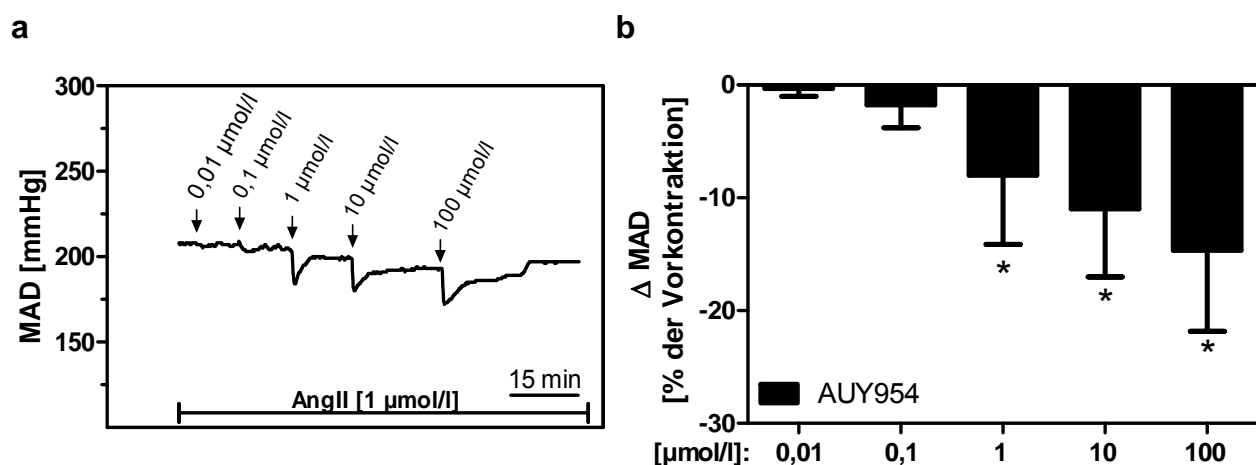 a
300
250
200
150
MAD [mmHg]
0,01 µmol/l
0,1 µmol/l
1 µmol/l
10 µmol/l
100 µmol/l
15 min
AngII [1 µmol/l]
b
0
-10
-20
-30
Δ MAD
[% der Vorkontraktion]
*
*
*
AUY954
[µmol/l]: 0,01 0,1 1 10 100